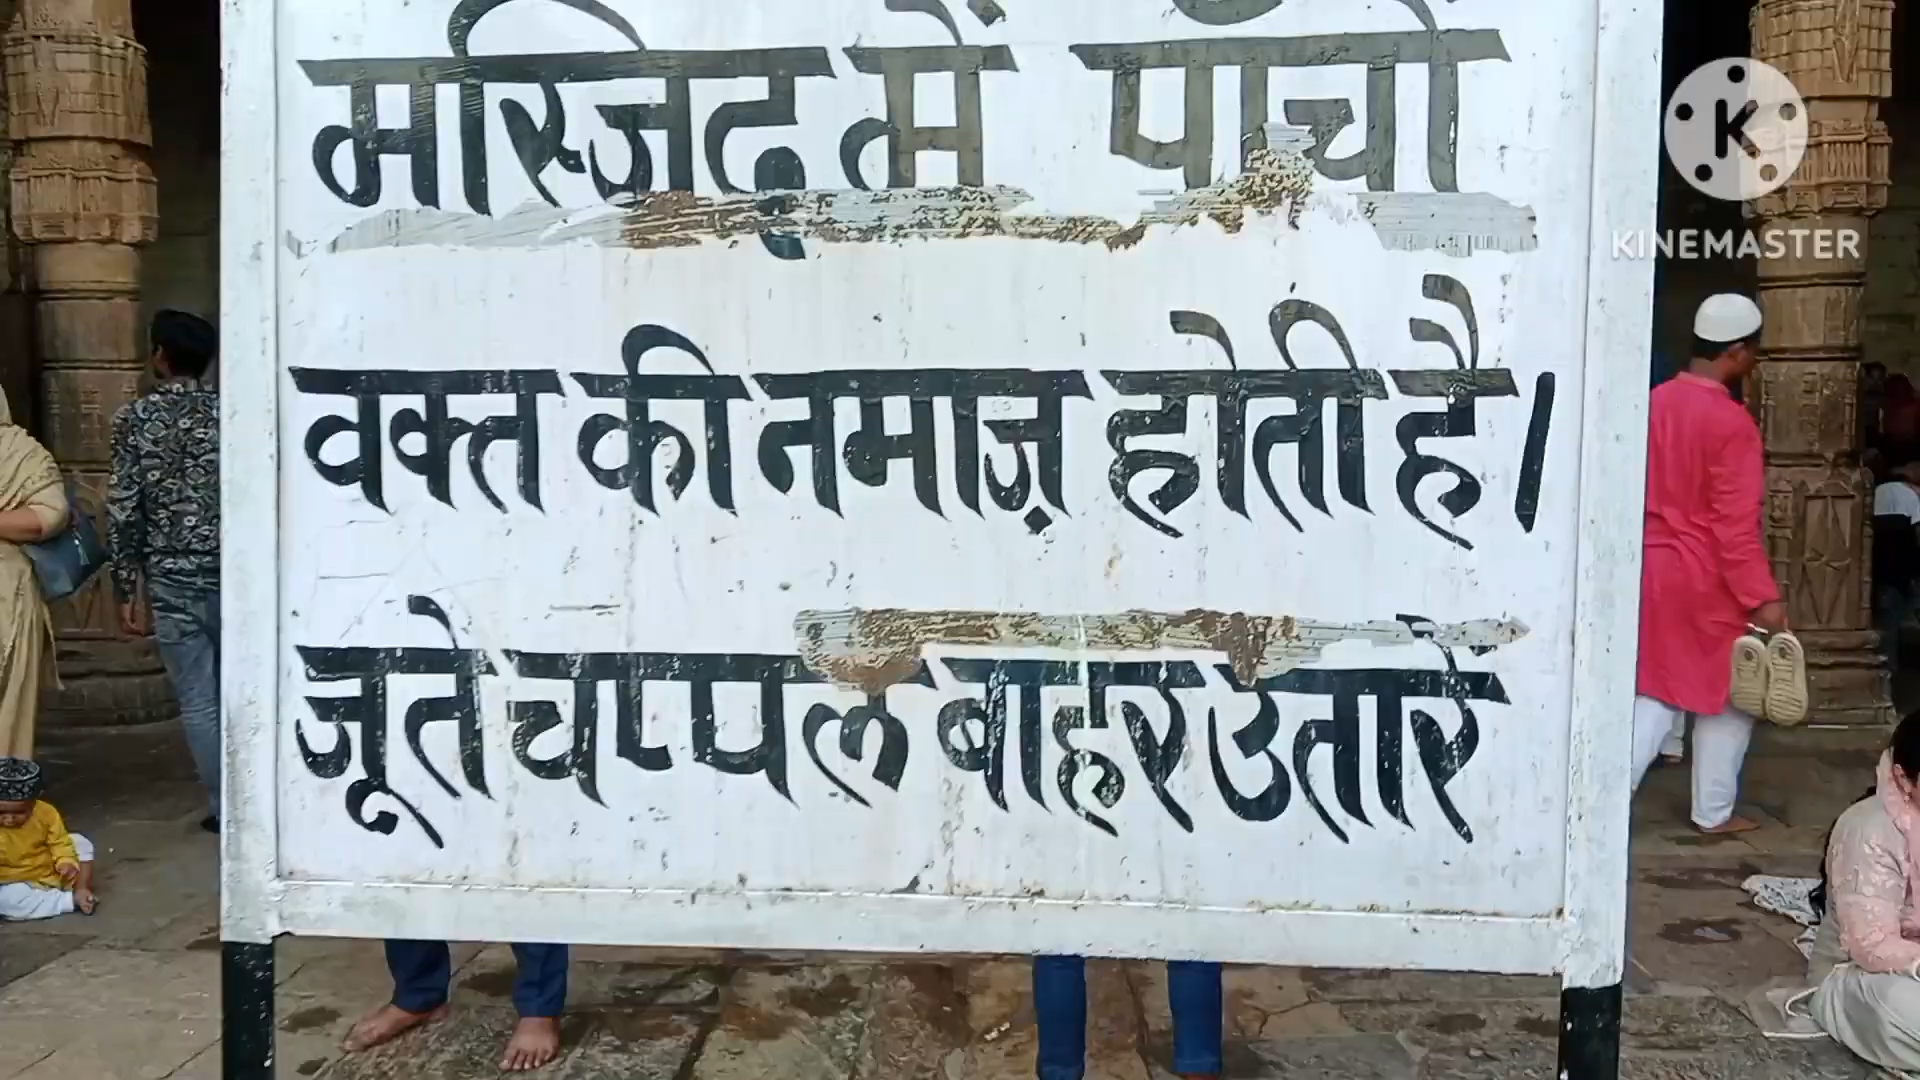 मस्जिद में पाँचों
वक्त की नमाज़ होती है।
जूते चप्पल बाहर उतारें
K
KINEMASTER